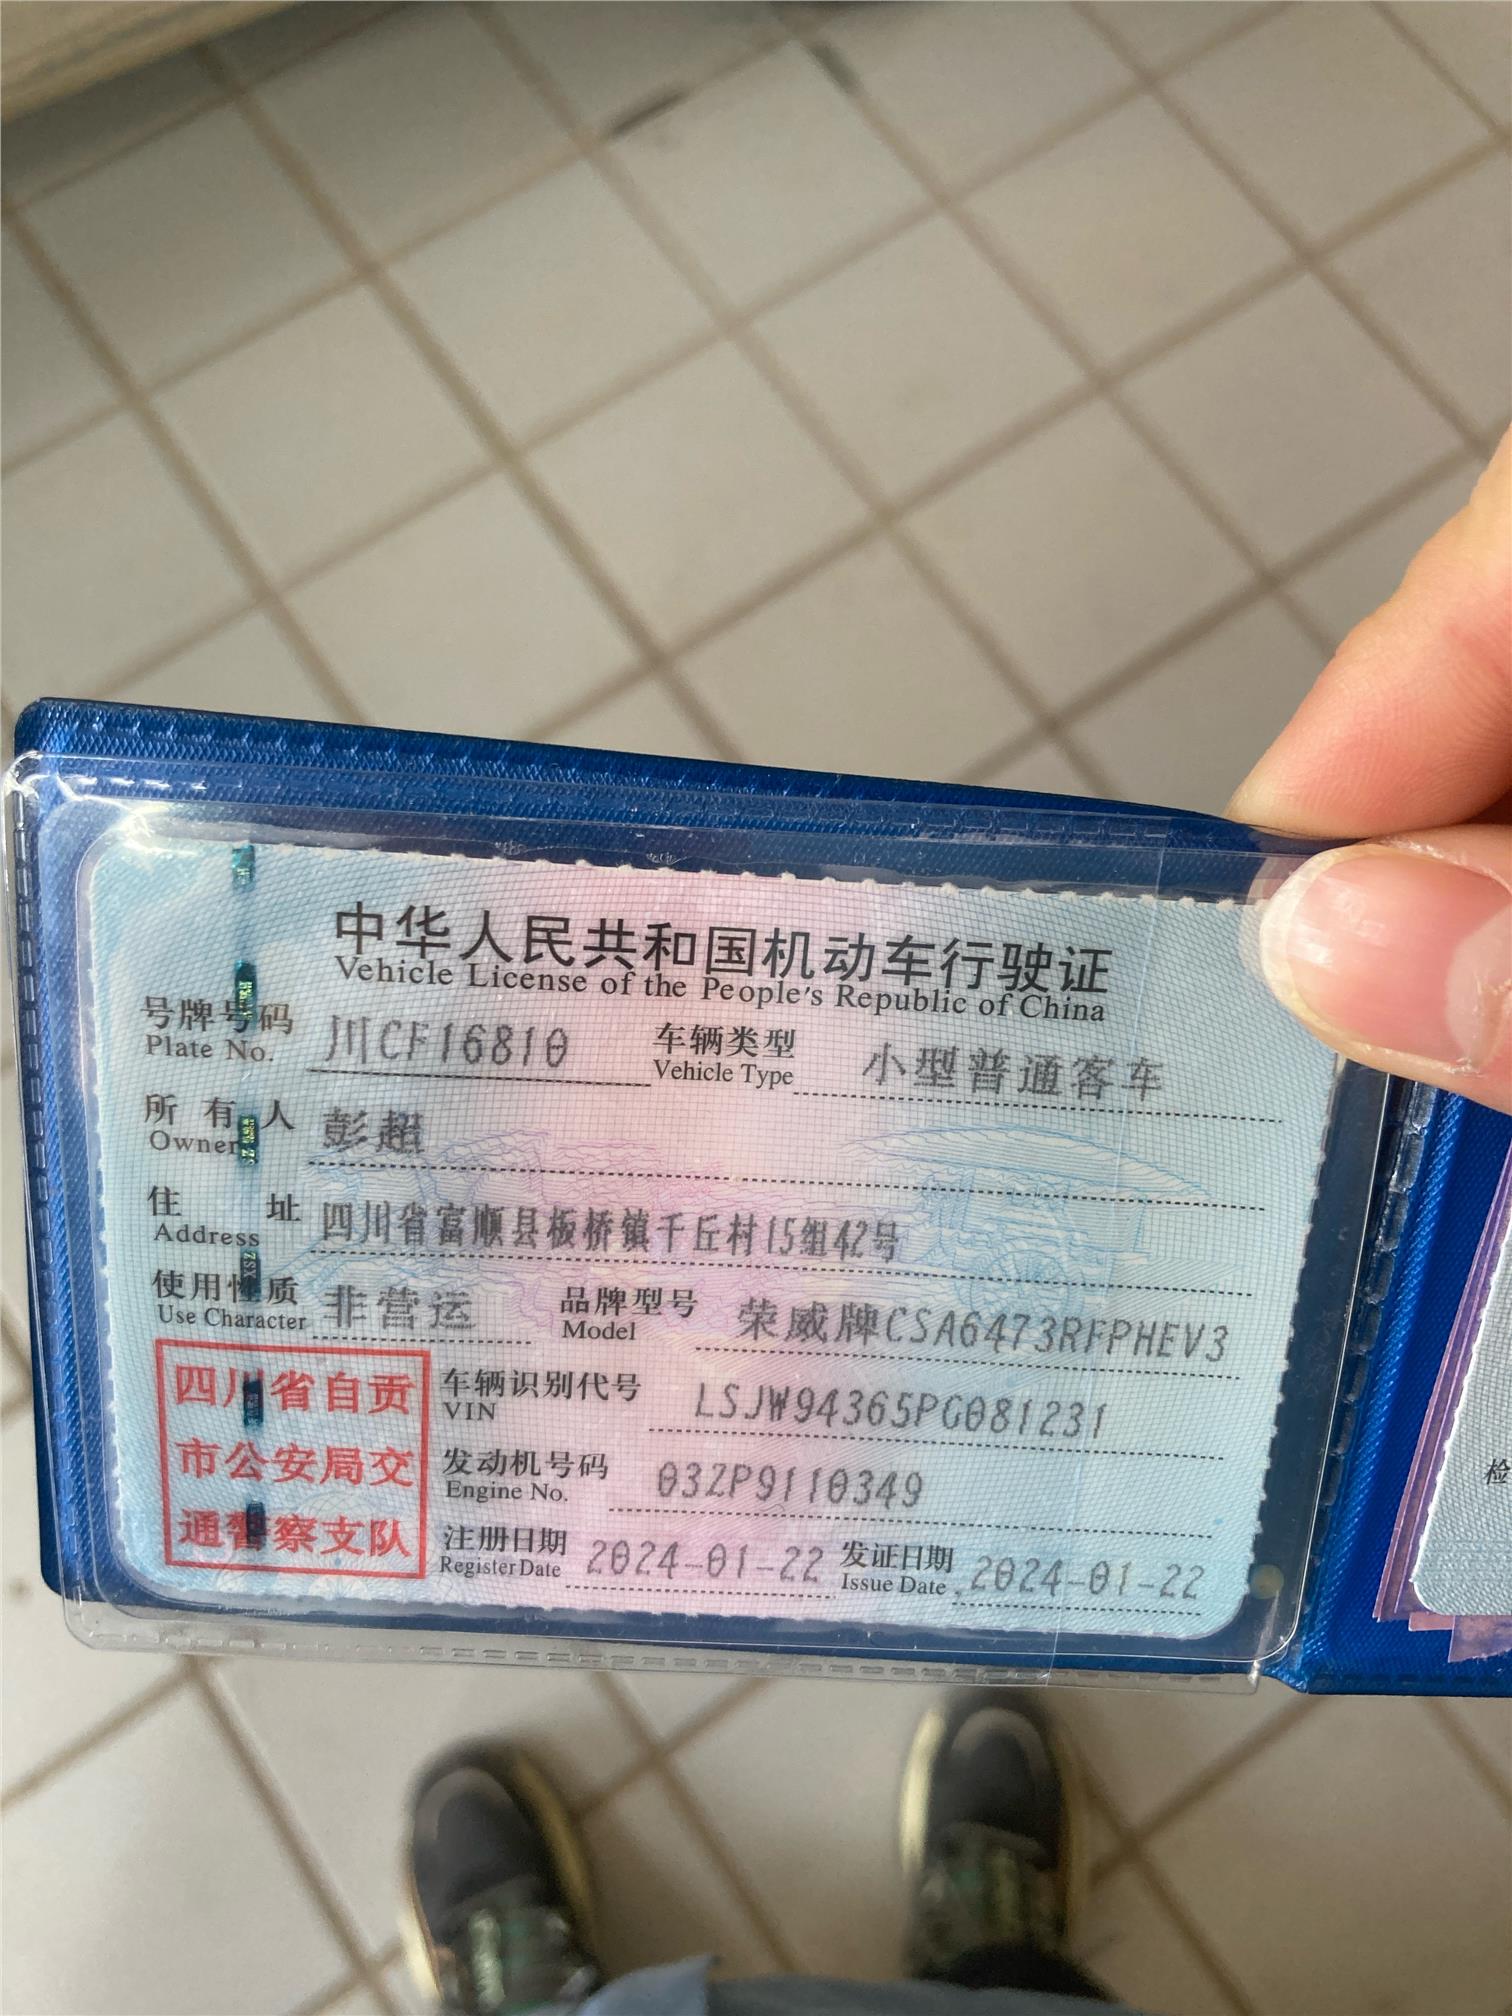 中华人民共和国机动车行驶证
Vehicle License of the People's Republic of China
号牌号码 川CF16810 车辆类型 小型普通客车
Plate No. Vehicle Type
所有人 彭超
Owner
住址 四川省富顺县板桥镇千丘村15组42号
Address
使用性质 非营运 品牌型号 荣威牌CSA6473RFPHEV3
Use Character Model
四川省自贡
市公安局交
通警察支队
车辆识别代号 LSJW94365PG081231
VIN
发动机号码 03ZP9110349
Engine No.
注册日期 2024-01-22 发证日期 2024-01-22
Register Date Issue Date
检